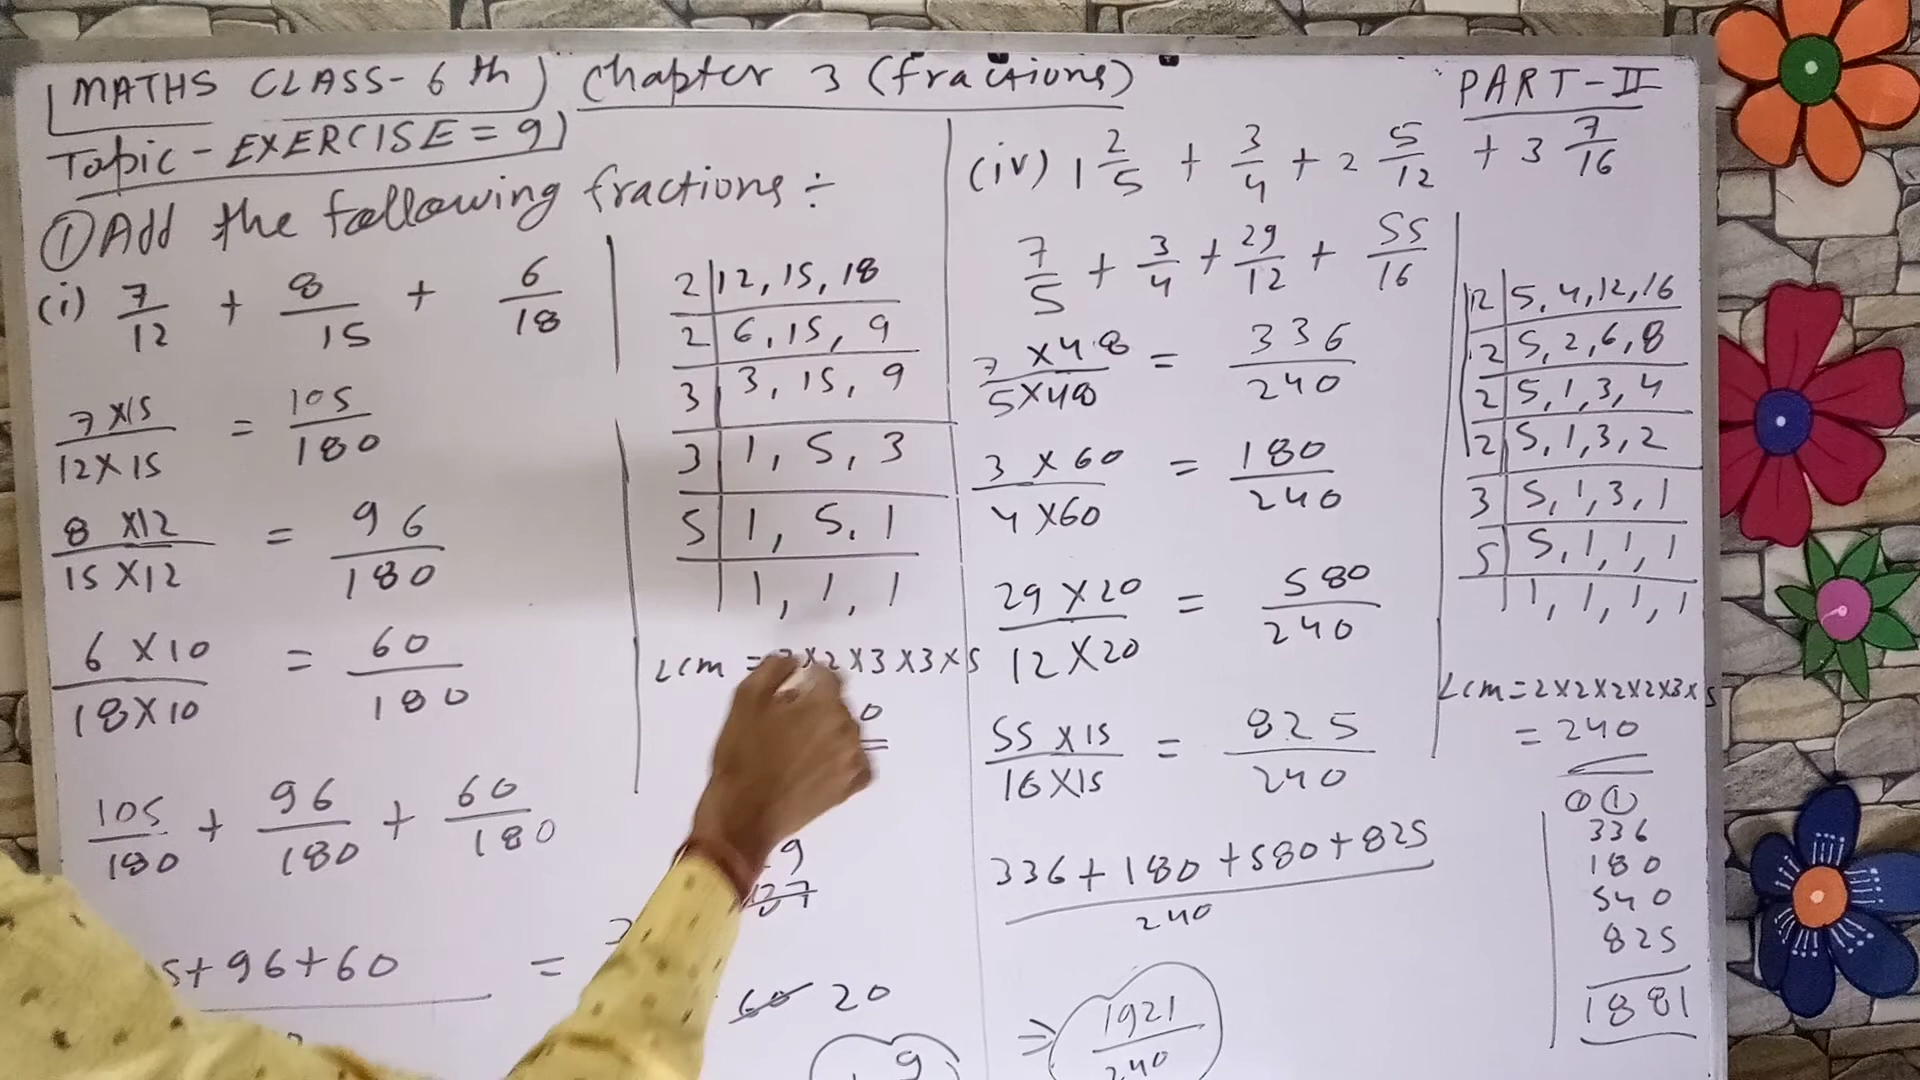 MATHS CLASS-6th) Chapter 3 (fractions)
PART-II
Topic-EXERCISE=9)
① Add the following fractions ÷
(i) 7/12 + 8/15 + 6/18
7×15/12×15 = 105/180
8×12/15×12 = 96/180
6×10/18×10 = 60/180
105/180 + 96/180 + 60/180
+96+60 =
2|12, 15, 18
2|6, 15, 9
3|3, 15, 9
3|1, 5, 3
5|1, 5, 1
1, 1, 1
Lcm = ×2×3×3×5
0
9
60 20
9
(iv) 1 2/5 + 3/4 + 2 5/12 + 3 7/16
7/5 + 3/4 + 29/12 + 55/16
7×48/5×48 = 336/240
3×60/4×60 = 180/240
29×20/12×20 = 580/240
55×15/16×15 = 825/240
336+180+580+825/240
⇒ 1921/240
2|5, 4, 12, 16
2|5, 2, 6, 8
2|5, 1, 3, 4
2|5, 1, 3, 2
3|5, 1, 3, 1
5|5, 1, 1, 1
1, 1, 1, 1
Lcm=2×2×2×2×3×5
= 240
① ①
336
180
540
825
1881